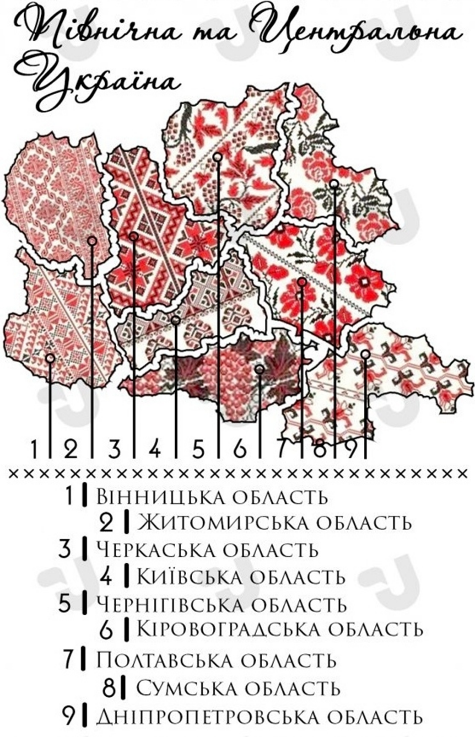 Північна та Центральна
Україна
1 2 3 4 5 6 7 8 9
1 | ВІННИЦЬКА ОБЛАСТЬ
2 | ЖИТОМИРСЬКА ОБЛАСТЬ
3 | ЧЕРКАСЬКА ОБЛАСТЬ
4 | КИЇВСЬКА ОБЛАСТЬ
5 | ЧЕРНІГІВСЬКА ОБЛАСТЬ
6 | КІРОВОГРАДСЬКА ОБЛАСТЬ
7 | ПОЛТАВСЬКА ОБЛАСТЬ
8 | СУМСЬКА ОБЛАСТЬ
9 | ДНІПРОПЕТРОВСЬКА ОБЛАСТЬ